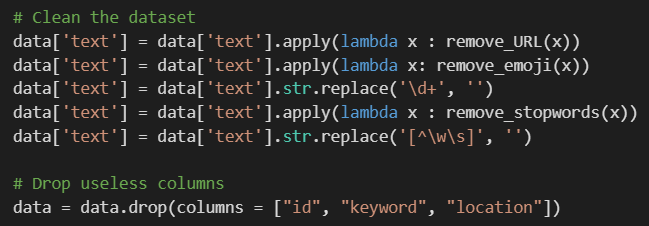 # Clean the dataset
data['text'] = data['text'].apply(lambda x : remove_URL(x))
data['text'] = data['text'].apply(lambda x: remove_emoji(x))
data['text'] = data['text'].str.replace('\d+', '')
data['text'] = data['text'].apply(lambda x : remove_stopwords(x))
data['text'] = data['text'].str.replace('[^\w\s]', '')
# Drop useless columns
data = data.drop(columns = ["id", "keyword", "location"])